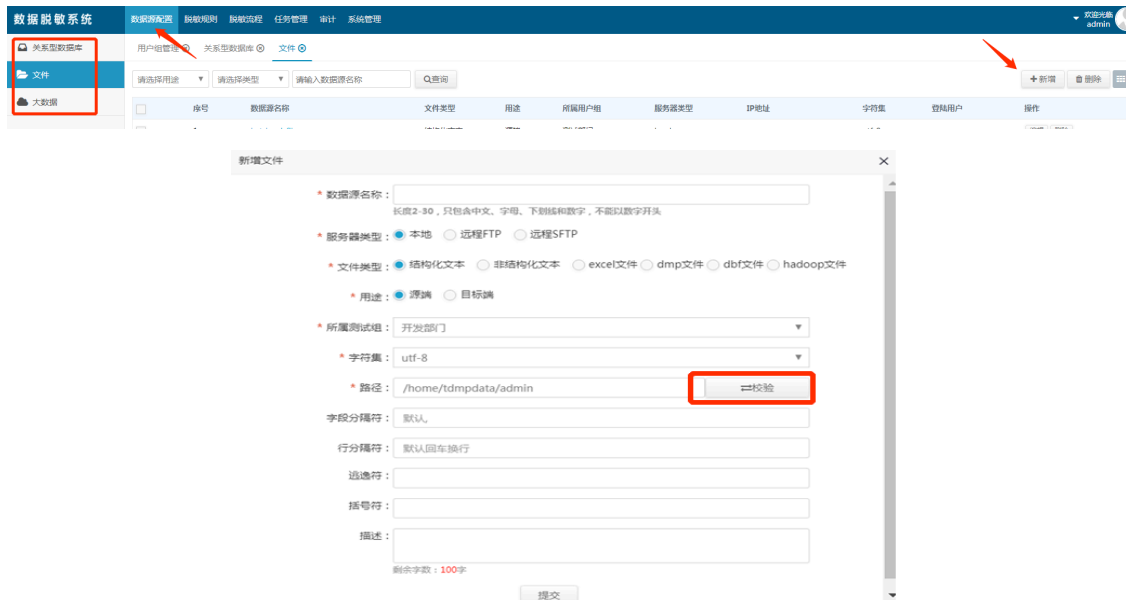 数据脱敏系统 数据源配置 脱敏规则 脱敏流程 任务管理 审计 系统管理 欢迎光临
admin
关系型数据库 用户组管理 关系型数据库 文件
文件 请选择用途 请选择类型 请输入数据源名称 查询 +新增 删除
大数据 序号 数据源名称 文件类型 用途 所属用户组 服务器类型 IP地址 字符集 登陆用户 操作
新增文件
* 数据源名称：
长度2-30，只包含中文、字母、下划线和数字，不能以数字开头
* 服务器类型： 本地 远程FTP 远程SFTP
* 文件类型： 结构化文本 非结构化文本 excel文件 dmp文件 dbf文件 hadoop文件
* 用途： 源端 目标端
* 所属测试组： 开发部门
* 字符集： utf-8
* 路径： /home/tdmpdata/admin 校验
字段分隔符： 默认,
行分隔符： 默认回车换行
逃逸符：
括号符：
描述：
剩余字数：100字
提交